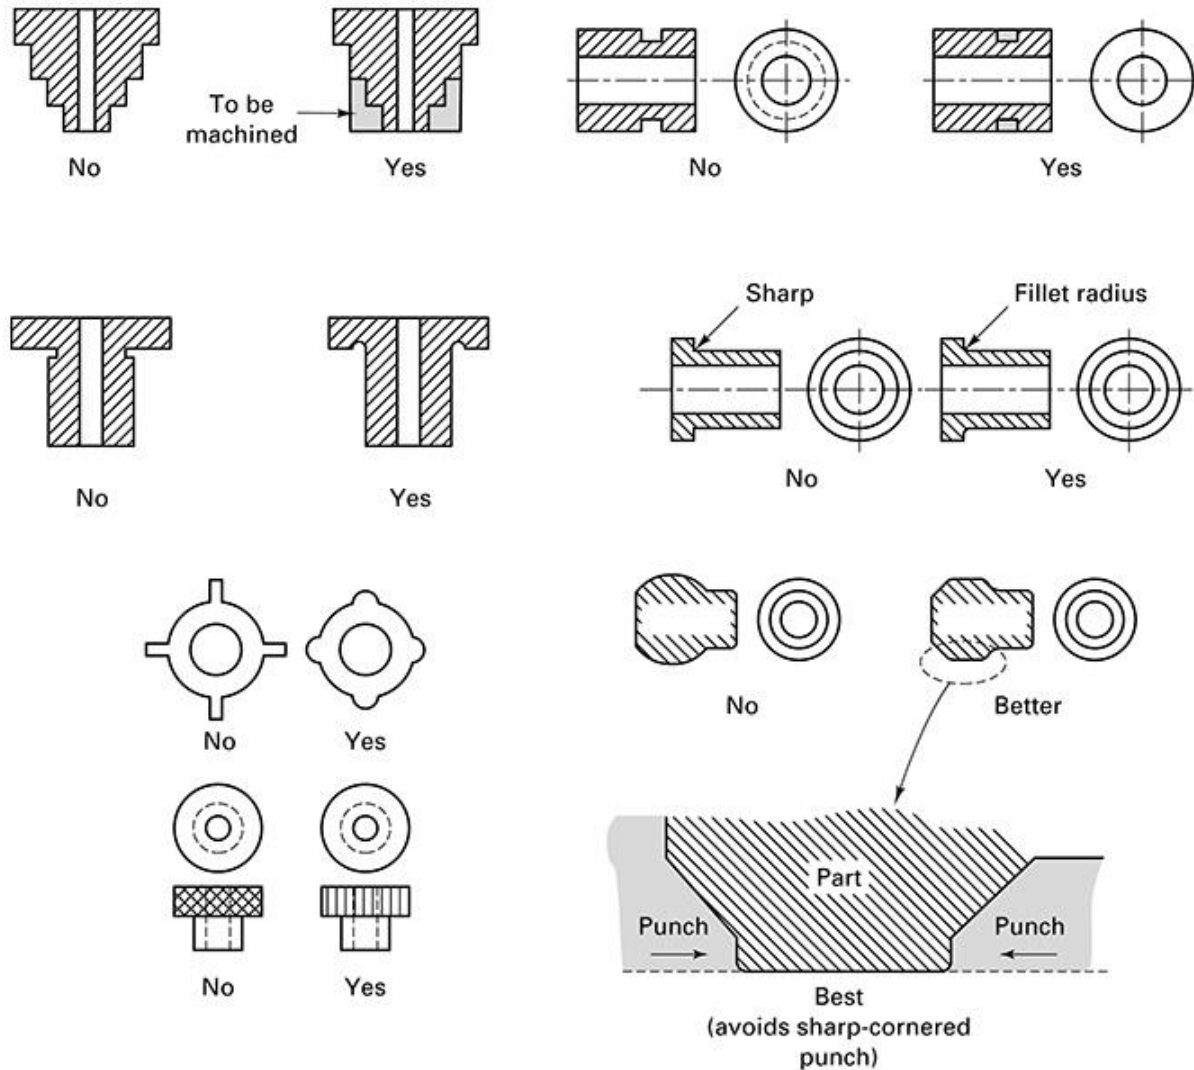 To be
machined
No
Yes
No
Yes
No
Yes
Sharp
Fillet radius
No
Yes
No
Yes
No
Yes
No
Better
Part
Punch
Punch
Best
(avoids sharp-cornered
punch)